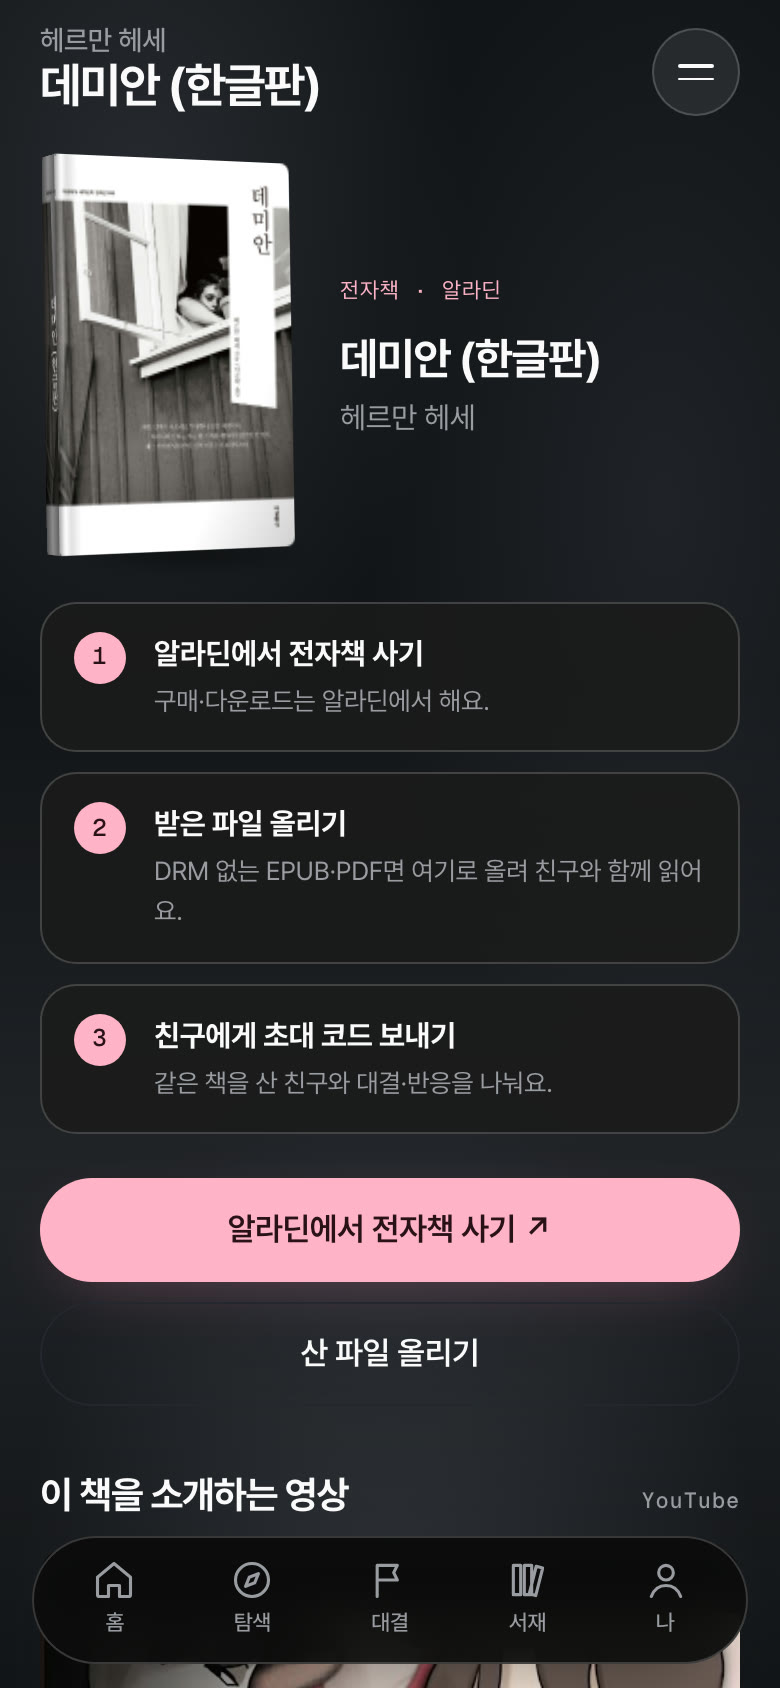 헤르만 헤세
데미안 (한글판)
데미안
전자책 · 알라딘
데미안 (한글판)
헤르만 헤세
1 알라딘에서 전자책 사기
구매·다운로드는 알라딘에서 해요.
2 받은 파일 올리기
DRM 없는 EPUB·PDF면 여기로 올려 친구와 함께 읽어
요.
3 친구에게 초대 코드 보내기
같은 책을 산 친구와 대결·반응을 나눠요.
알라딘에서 전자책 사기 ↗
산 파일 올리기
이 책을 소개하는 영상
YouTube
홈 탐색 대결 서재 나